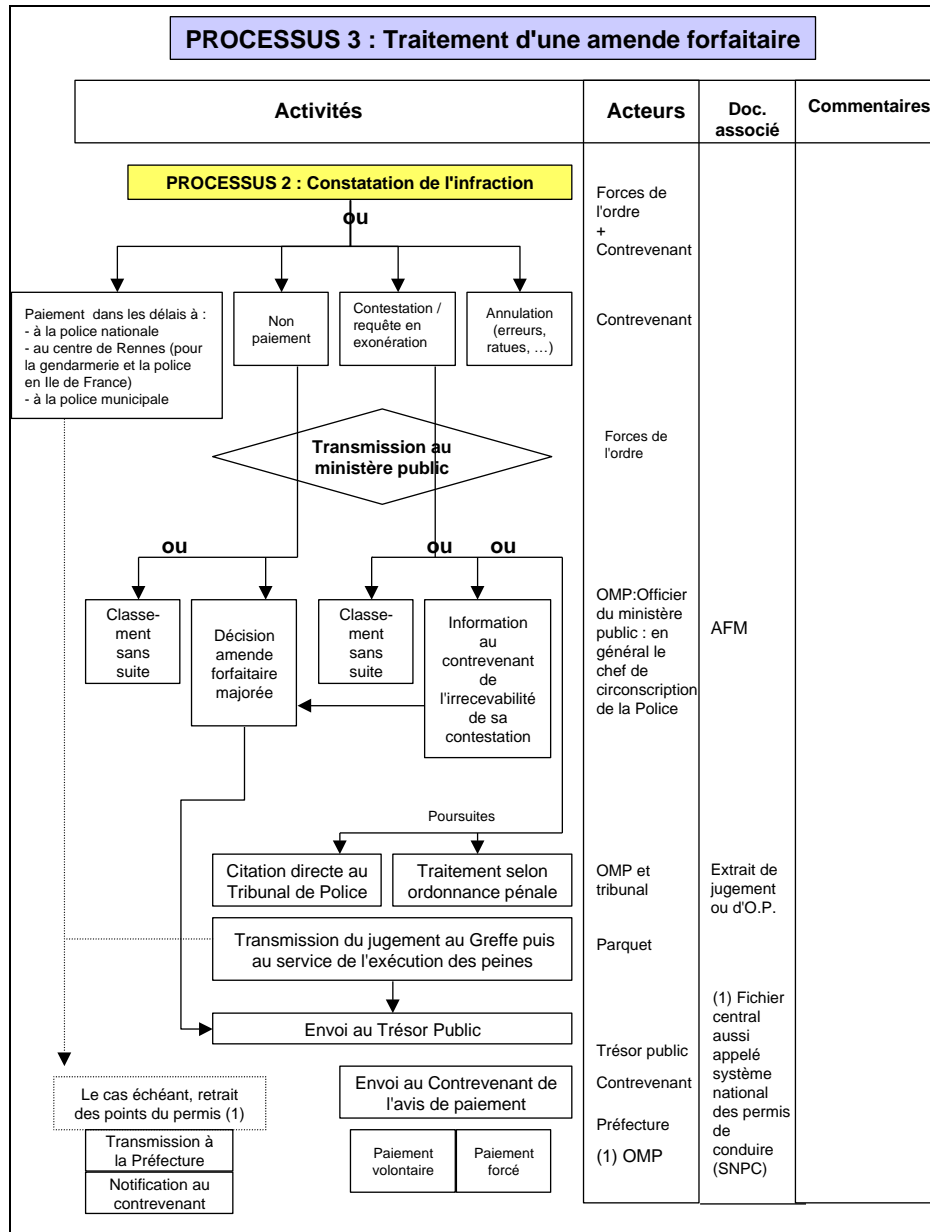 PROCESSUS 3 : Traitement d'une amende forfaitaire
Activités
Acteurs
Doc.
associé
Commentaires
PROCESSUS 2 : Constatation de l'infraction
ou
Forces de
l'ordre
+
Contrevenant
Paiement dans les délais à :
- à la police nationale
- au centre de Rennes (pour
la gendarmerie et la police
en Ile de France)
- à la police municipale
Non
paiement
Contestation /
requête en
exonération
Annulation
(erreurs,
ratues, …)
Contrevenant
Transmission au
ministère public
Forces de
l'ordre
ou
ou
ou
Classe-
ment
sans
suite
Décision
amende
forfaitaire
majorée
Classe-
ment
sans
suite
Information
au
contrevenant
de
l'irrecevabilité
de sa
contestation
OMP:Officier
du ministère
public : en
général le
chef de
circonscription
de la Police
AFM
Poursuites
Citation directe au
Tribunal de Police
Traitement selon
ordonnance pénale
OMP et
tribunal
Extrait de
jugement
ou d'O.P.
Transmission du jugement au Greffe puis
au service de l'exécution des peines
Parquet
Envoi au Trésor Public
Trésor public
(1) Fichier
central
aussi
appelé
système
national
des permis
de
conduire
(SNPC)
Le cas échéant, retrait
des points du permis (1)
Envoi au Contrevenant de
l'avis de paiement
Contrevenant
Préfecture
Transmission à
la Préfecture
Paiement
volontaire
Paiement
forcé
(1) OMP
Notification au
contrevenant